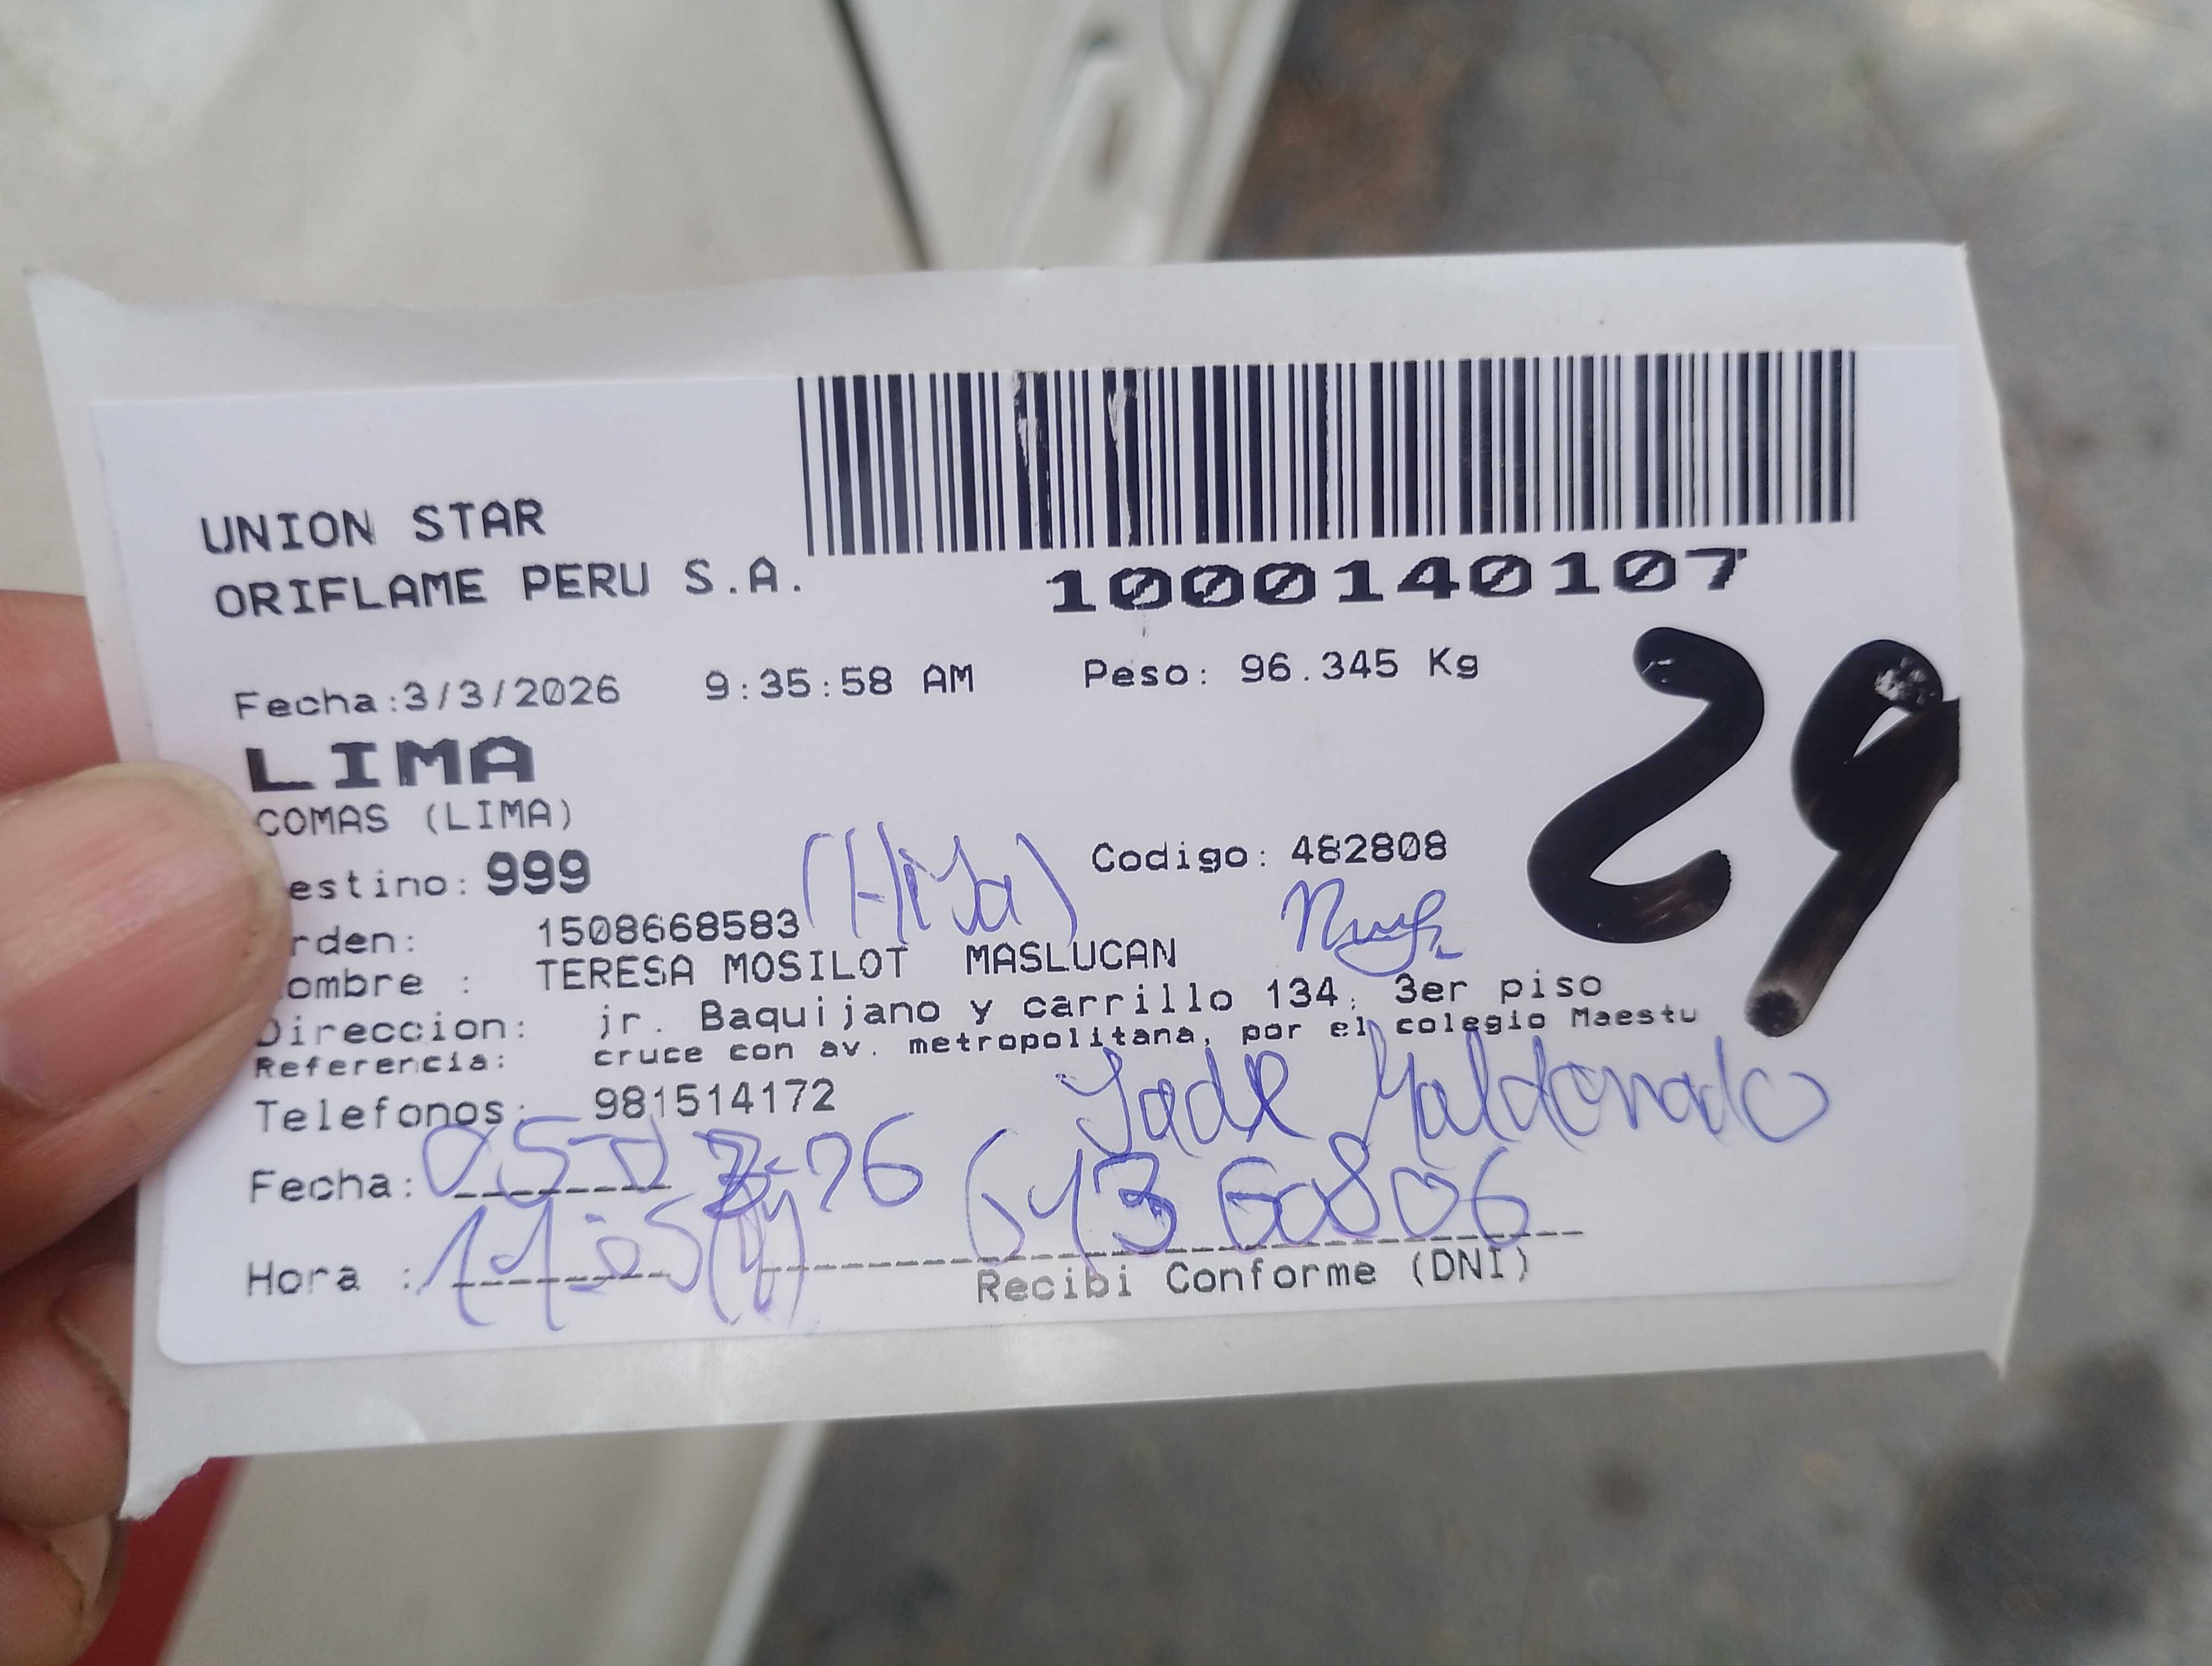 UNION STAR
ORIFLAME PERU S.A.
1000140107
Fecha:3/3/2026 9:35:58 AM Peso: 96.345 Kg
29
LIMA
COMAS (LIMA)
estino: 999 (Hija) Codigo: 482808
rden: 1508668583
ombre : TERESA MOSILOT MASLUCAN
Direccion: jr. Baquijano y carrillo 134, 3er piso
Referencia: cruce con av. metropolitana, por el colegio Maestu
Telefonos: 981514172
Jade Maldonado
Fecha: 05-03-26
Hora :
Recibi Conforme (DNI)